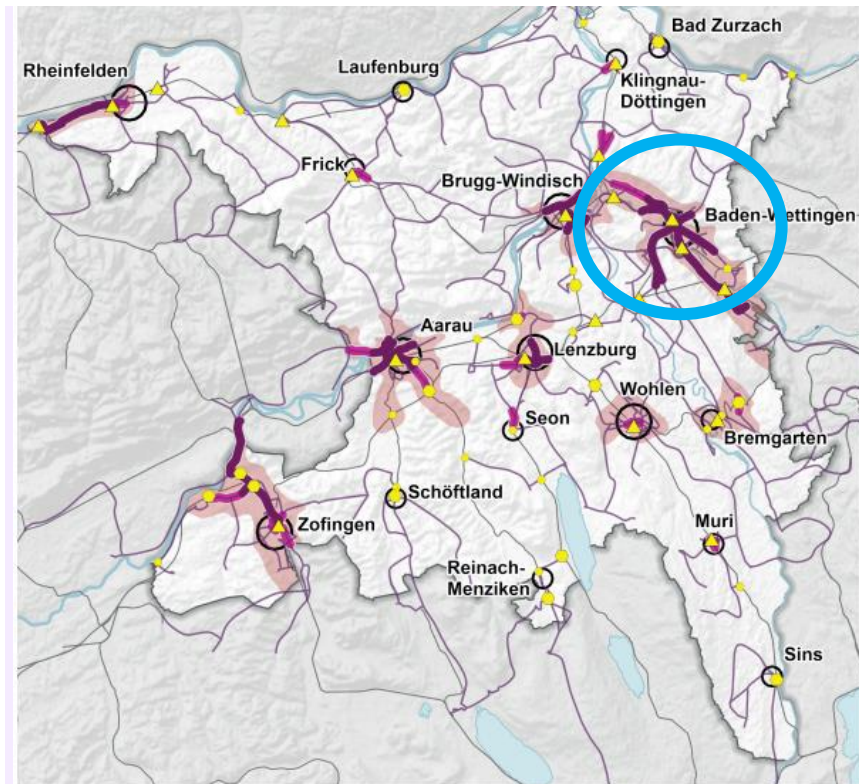 Bad Zurzach
Rheinfelden
Laufenburg
Klingnau-
Döttingen
Frick
Brugg-Windisch
Baden-Wettingen
Aarau
Lenzburg
Wohlen
Seon
Bremgarten
Schöftland
Zofingen
Muri
Reinach-
Menziken
Sins